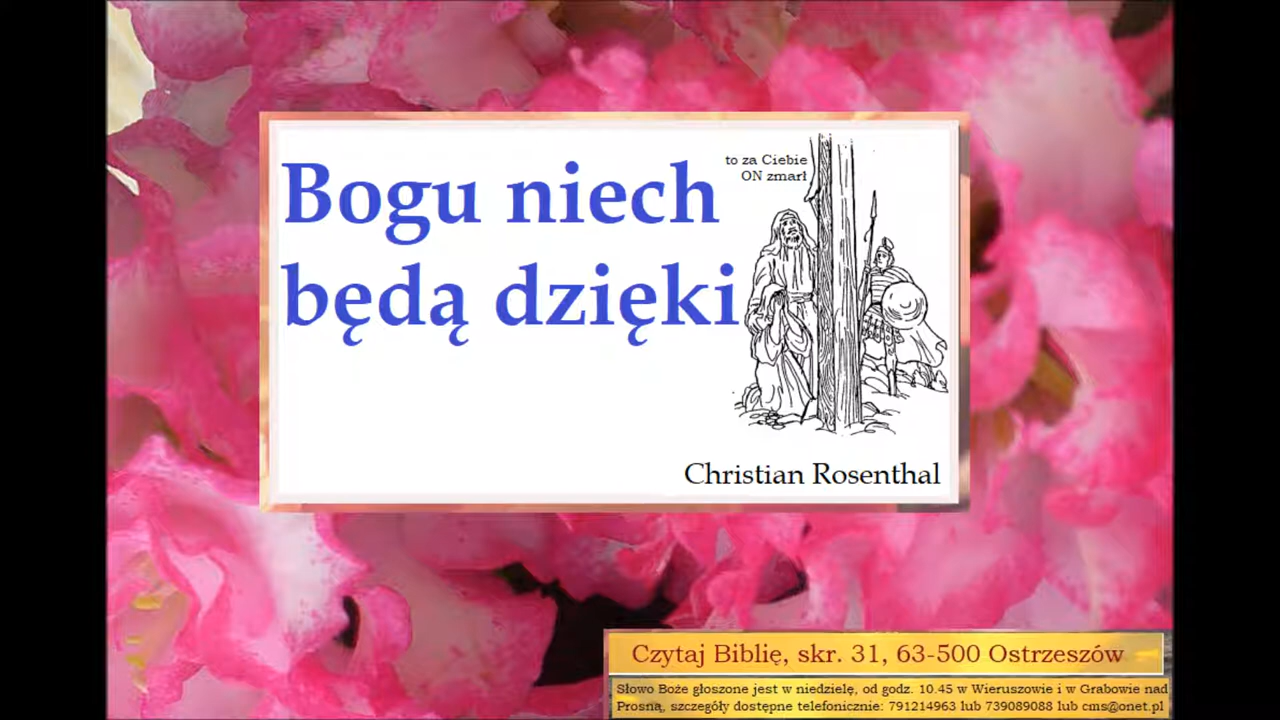 Bogu niech
będą dzięki
to za Ciebie
ON zmarł
Christian Rosenthal
Czytaj Biblię, skr. 31, 63-500 Ostrzeszów
Słowo Boże głoszone jest w niedzielę, od godz. 10.45 w Wieruszowie i w Grabowie nad
Prosną, szczegóły dostępne telefonicznie: 791214963 lub 739089088 lub cms@onet.pl